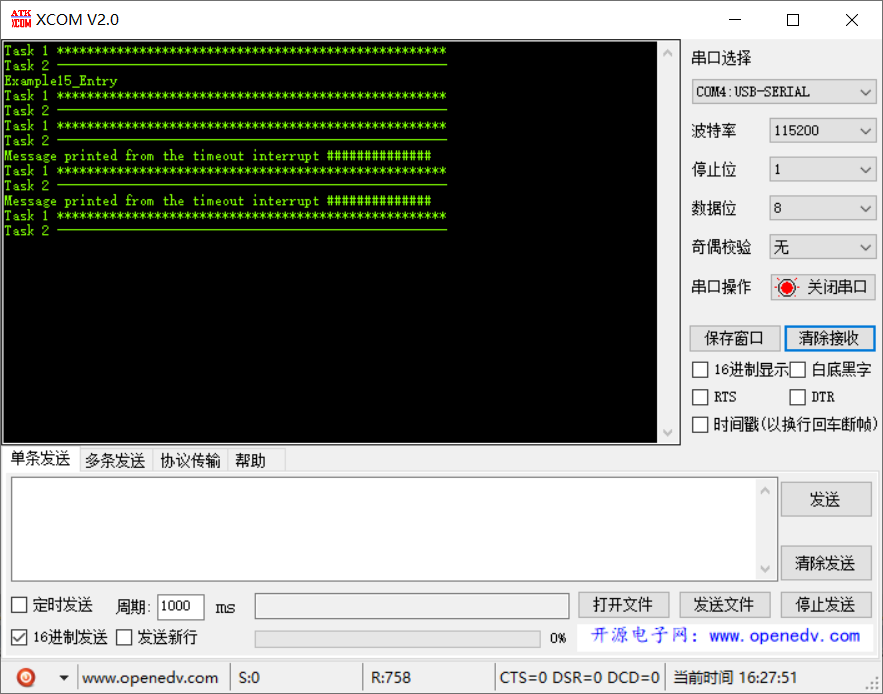 ATK
XCOM
XCOM V2.0
Task 1 ****************************************************
Task 2 ----------------------------------------------------
Example15_Entry
Task 1 ****************************************************
Task 2 ----------------------------------------------------
Task 1 ****************************************************
Task 2 ----------------------------------------------------
Message printed from the timeout interrupt ##############
Task 1 ****************************************************
Task 2 ----------------------------------------------------
Message printed from the timeout interrupt ##############
Task 1 ****************************************************
Task 2 ----------------------------------------------------
串口选择
COM4:USB-SERIAL
波特率 115200
停止位 1
数据位 8
奇偶校验 无
串口操作 关闭串口
保存窗口 清除接收
16进制显示 白底黑字
RTS DTR
时间戳(以换行回车断帧)
单条发送 多条发送 协议传输 帮助
发送
清除发送
定时发送 周期: 1000 ms 打开文件 发送文件 停止发送
16进制发送 发送新行 0% 开源电子网: www.openedv.com
www.openedv.com S:0 R:758 CTS=0 DSR=0 DCD=0 当前时间 16:27:51